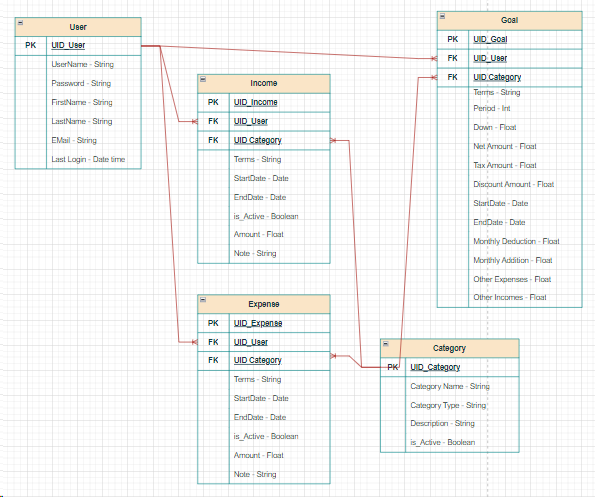 User
PK UID_User
UserName - String
Password - String
FirstName - String
LastName - String
EMail - String
Last Login - Date time
Income
PK UID_Income
FK UID_User
FK UID Category
Terms - String
StartDate - Date
EndDate - Date
is_Active - Boolean
Amount - Float
Note - String
Expense
PK UID_Expense
FK UID_User
FK UID Category
Terms - String
StartDate - Date
EndDate - Date
is_Active - Boolean
Amount - Float
Note - String
Goal
PK UID_Goal
FK UID_User
FK UID Category
Terms - String
Period - Int
Down - Float
Net Amount - Float
Tax Amount - Float
Discount Amount - Float
StartDate - Date
EndDate - Date
Monthly Deduction - Float
Monthly Addition - Float
Other Expenses - Float
Other Incomes - Float
Category
PK UID_Category
Category Name - String
Category Type - String
Description - String
is_Active - Boolean